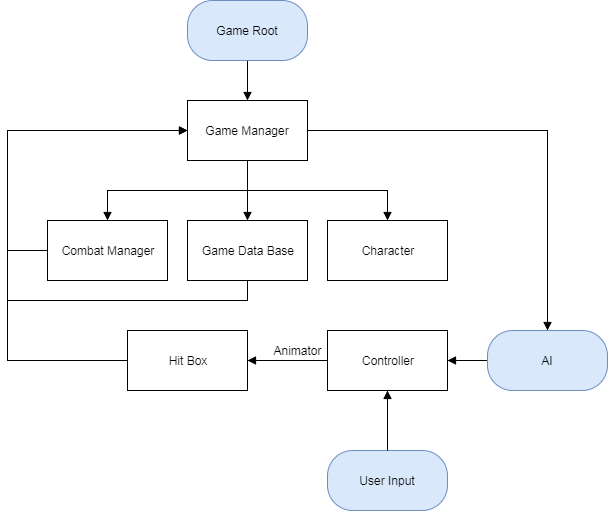 Game Root
Game Manager
Combat Manager
Game Data Base
Character
Animator
Hit Box
Controller
AI
User Input